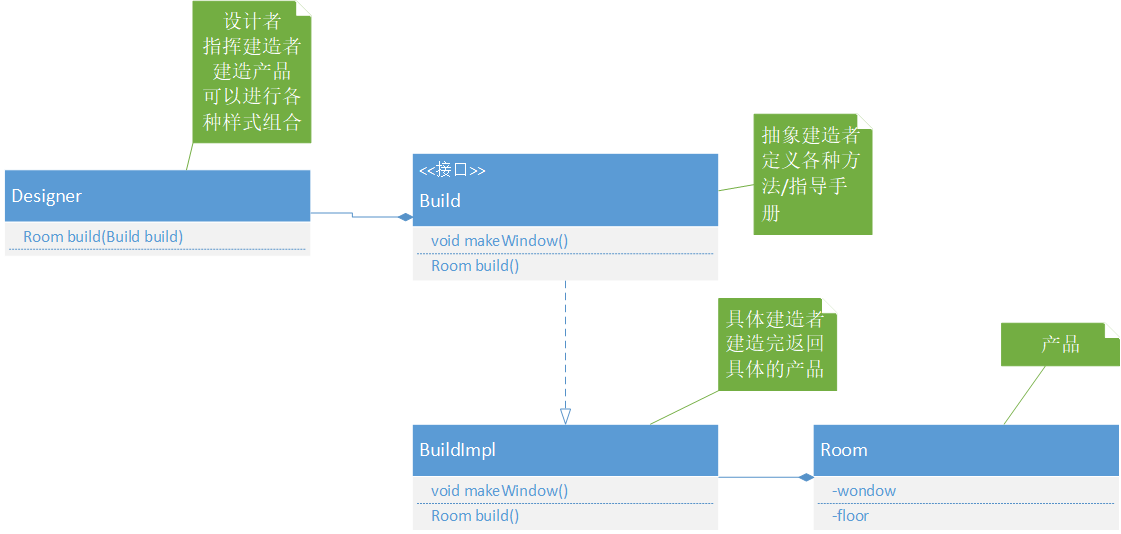 设计者
指挥建造者
建造产品
可以进行各
种样式组合
Designer
Room build(Build build)
<<接口>>
Build
void makeWindow()
Room build()
抽象建造者
定义各种方
法/指导手
册
具体建造者
建造完返回
具体的产品
产品
BuildImpl
void makeWindow()
Room build()
Room
-wondow
-floor